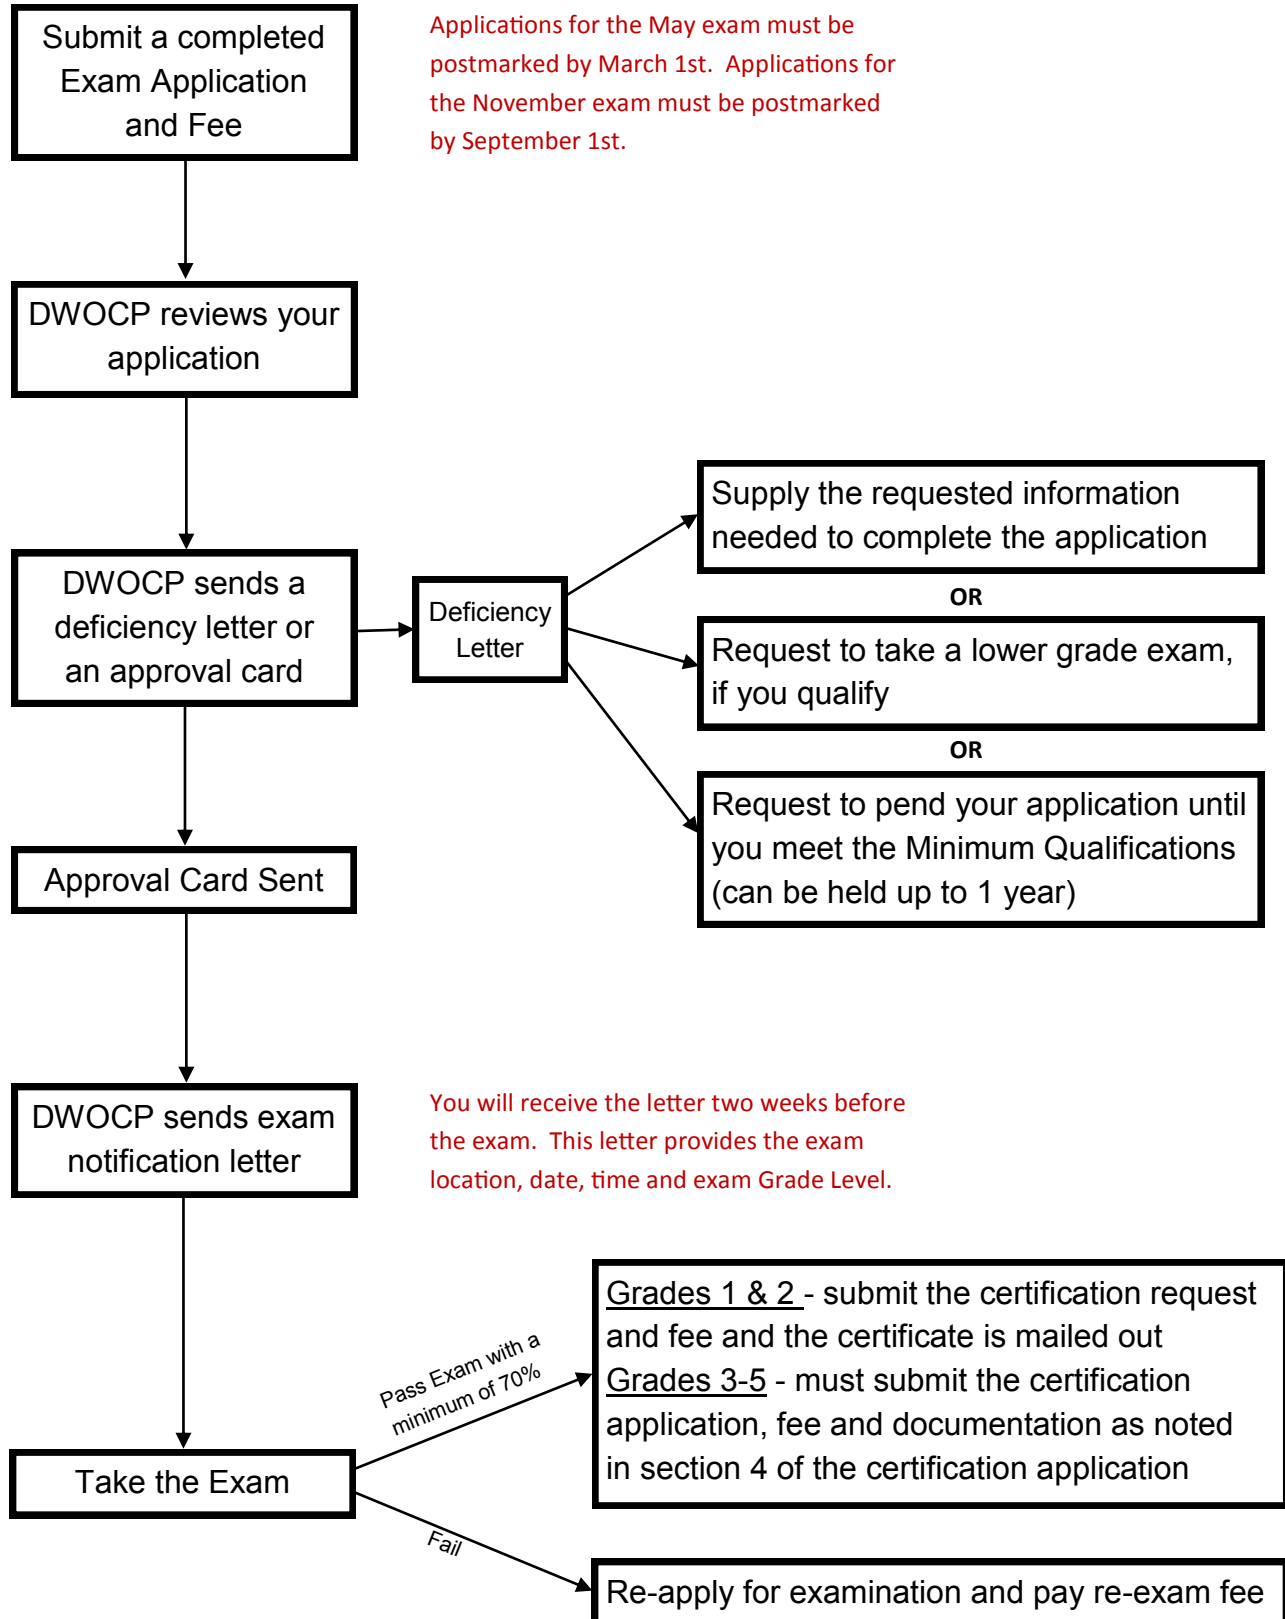 Submit a completed
Exam Application
and Fee
Applications for the May exam must be
postmarked by March 1st.  Applications for
the November exam must be postmarked
by September 1st.
DWOCP reviews your
application
DWOCP sends a
deficiency letter or
an approval card
Deficiency
Letter
Supply the requested information
needed to complete the application
OR
Request to take a lower grade exam,
if you qualify
OR
Request to pend your application until
you meet the Minimum Qualifications
(can be held up to 1 year)
Approval Card Sent
DWOCP sends exam
notification letter
You will receive the letter two weeks before
the exam.  This letter provides the exam
location, date, time and exam Grade Level.
Take the Exam
Pass Exam with a
minimum of 70%
Grades 1 & 2 - submit the certification request
and fee and the certificate is mailed out
Grades 3-5 - must submit the certification
application, fee and documentation as noted
in section 4 of the certification application
Fail
Re-apply for examination and pay re-exam fee